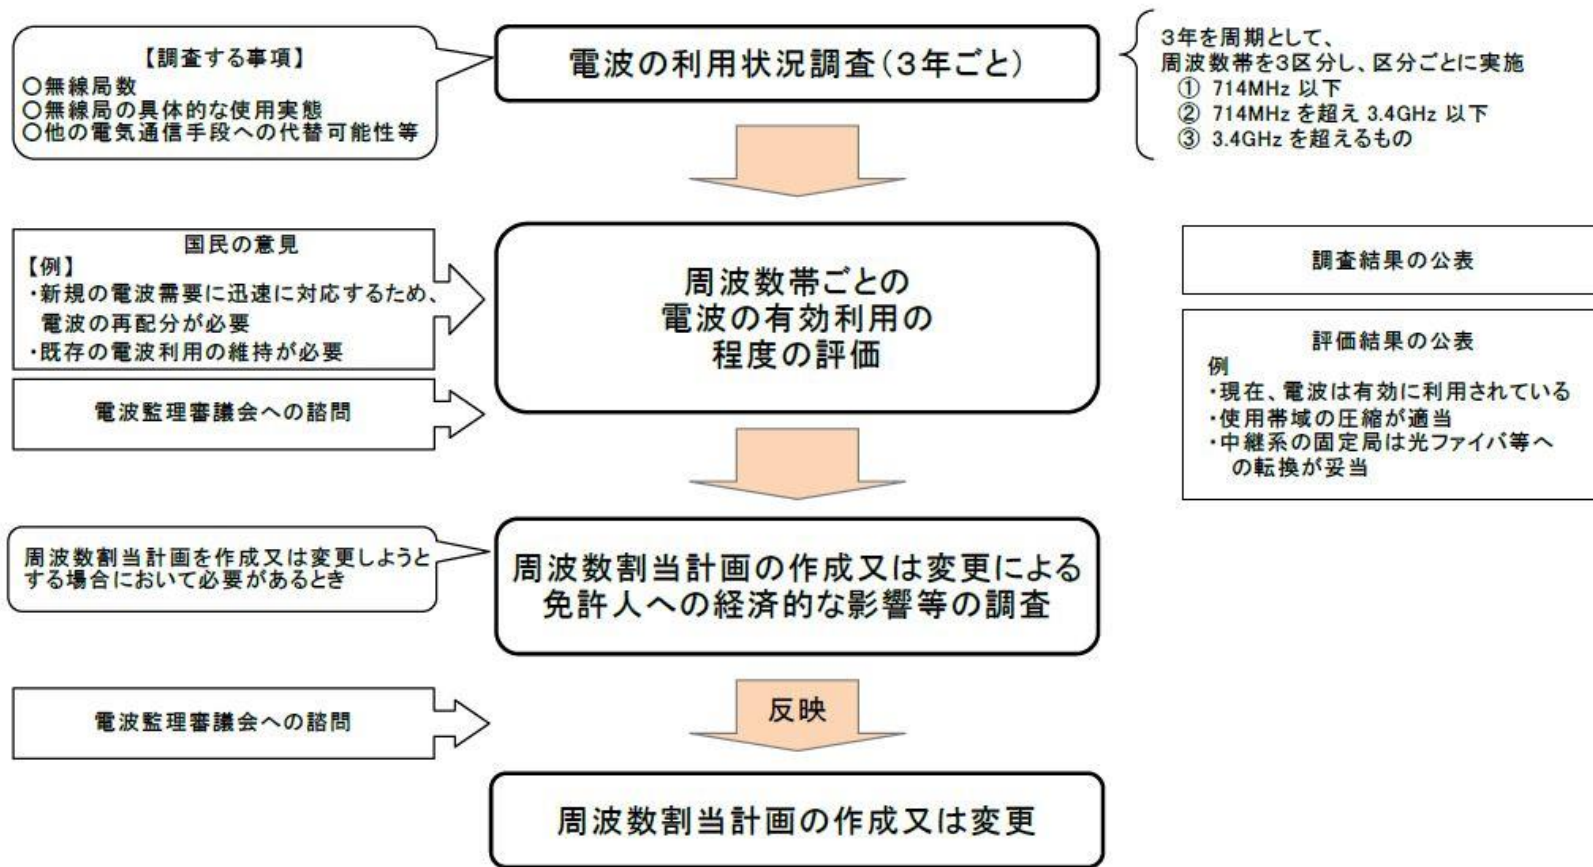 【調査する事項】
○無線局数
○無線局の具体的な使用実態
○他の電気通信手段への代替可能性等
電波の利用状況調査(3年ごと)
3年を周期として、
周波数帯を3区分し、区分ごとに実施
① 714MHz 以下
② 714MHz を超え 3.4GHz 以下
③ 3.4GHz を超えるもの
国民の意見
【例】
・新規の電波需要に迅速に対応するため、
電波の再配分が必要
・既存の電波利用の維持が必要
電波監理審議会への諮問
周波数帯ごとの
電波の有効利用の
程度の評価
調査結果の公表
評価結果の公表
例
・現在、電波は有効に利用されている
・使用帯域の圧縮が適当
・中継系の固定局は光ファイバ等へ
の転換が妥当
周波数割当計画を作成又は変更しようと
する場合において必要があるとき
周波数割当計画の作成又は変更による
免許人への経済的な影響等の調査
電波監理審議会への諮問
反映
周波数割当計画の作成又は変更